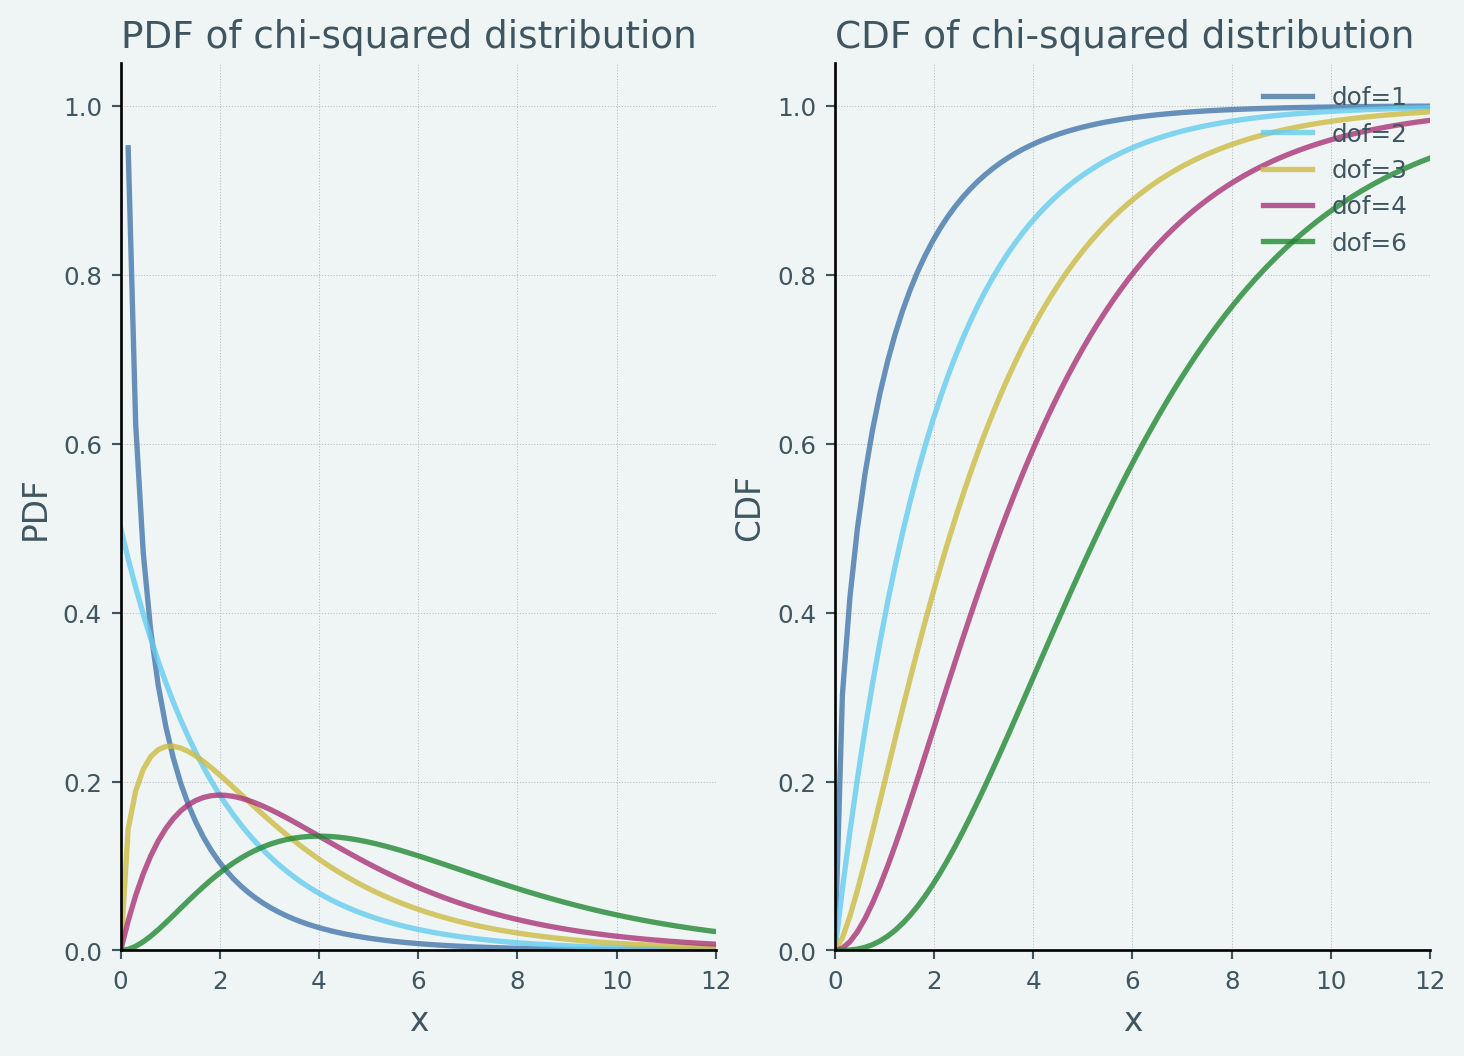 PDF of chi-squared distribution
1.0
0.8
0.6
0.4
0.2
0.0
PDF
0 2 4 6 8 10 12
x
CDF of chi-squared distribution
1.0
0.8
0.6
0.4
0.2
0.0
CDF
0 2 4 6 8 10 12
x
dof=1
dof=2
dof=3
dof=4
dof=6